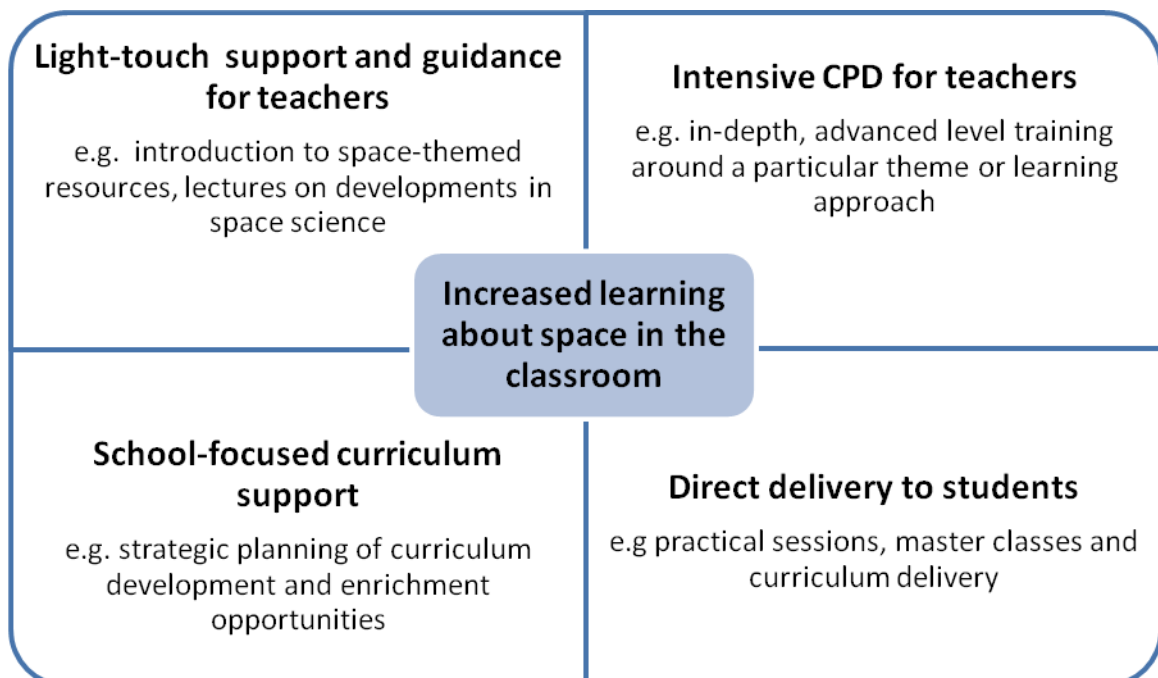 Light-touch support and guidance
for teachers
e.g. introduction to space-themed
resources, lectures on developments in
space science
Intensive CPD for teachers
e.g. in-depth, advanced level training
around a particular theme or learning
approach
Increased learning
about space in the
classroom
School-focused curriculum
support
e.g. strategic planning of curriculum
development and enrichment
opportunities
Direct delivery to students
e.g practical sessions, master classes and
curriculum delivery